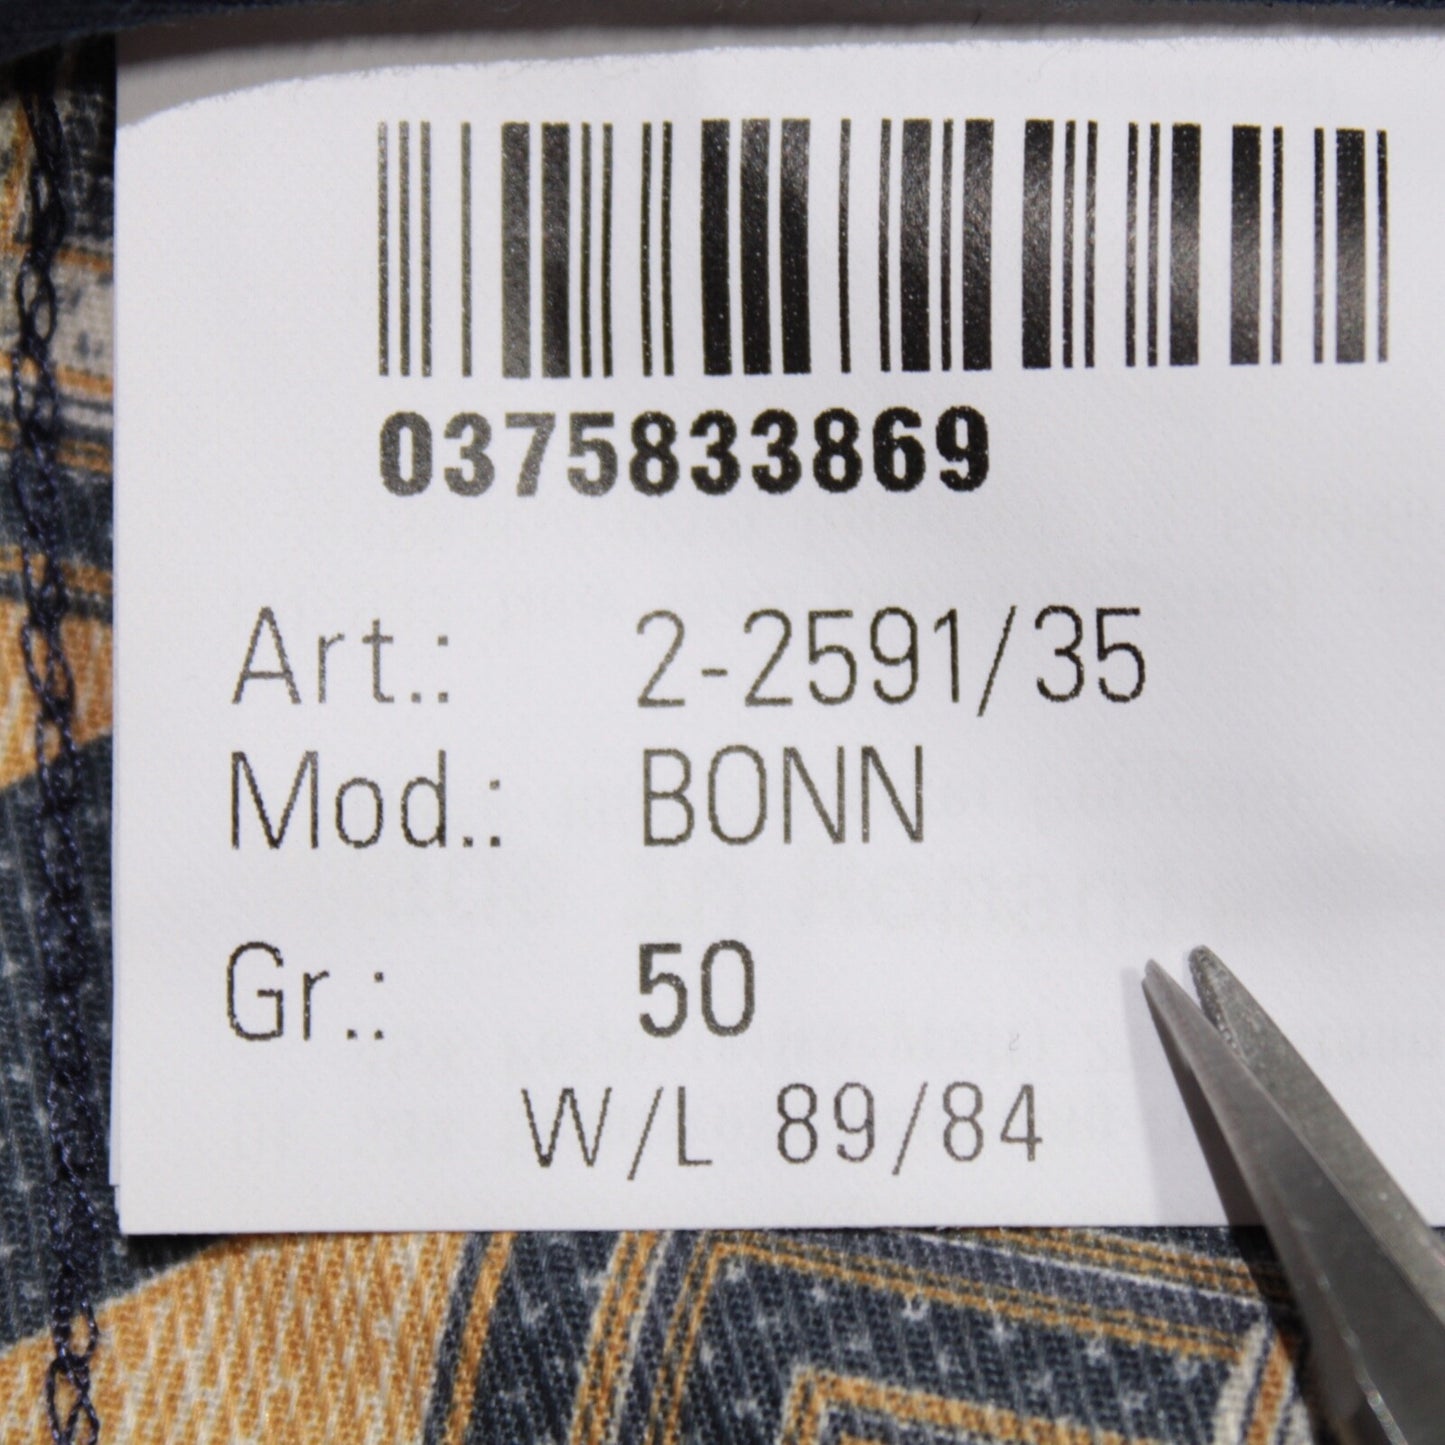 0375833869
Art.: 2-2591/35
Mod.: BONN
Gr.: 50
W/L 89/84